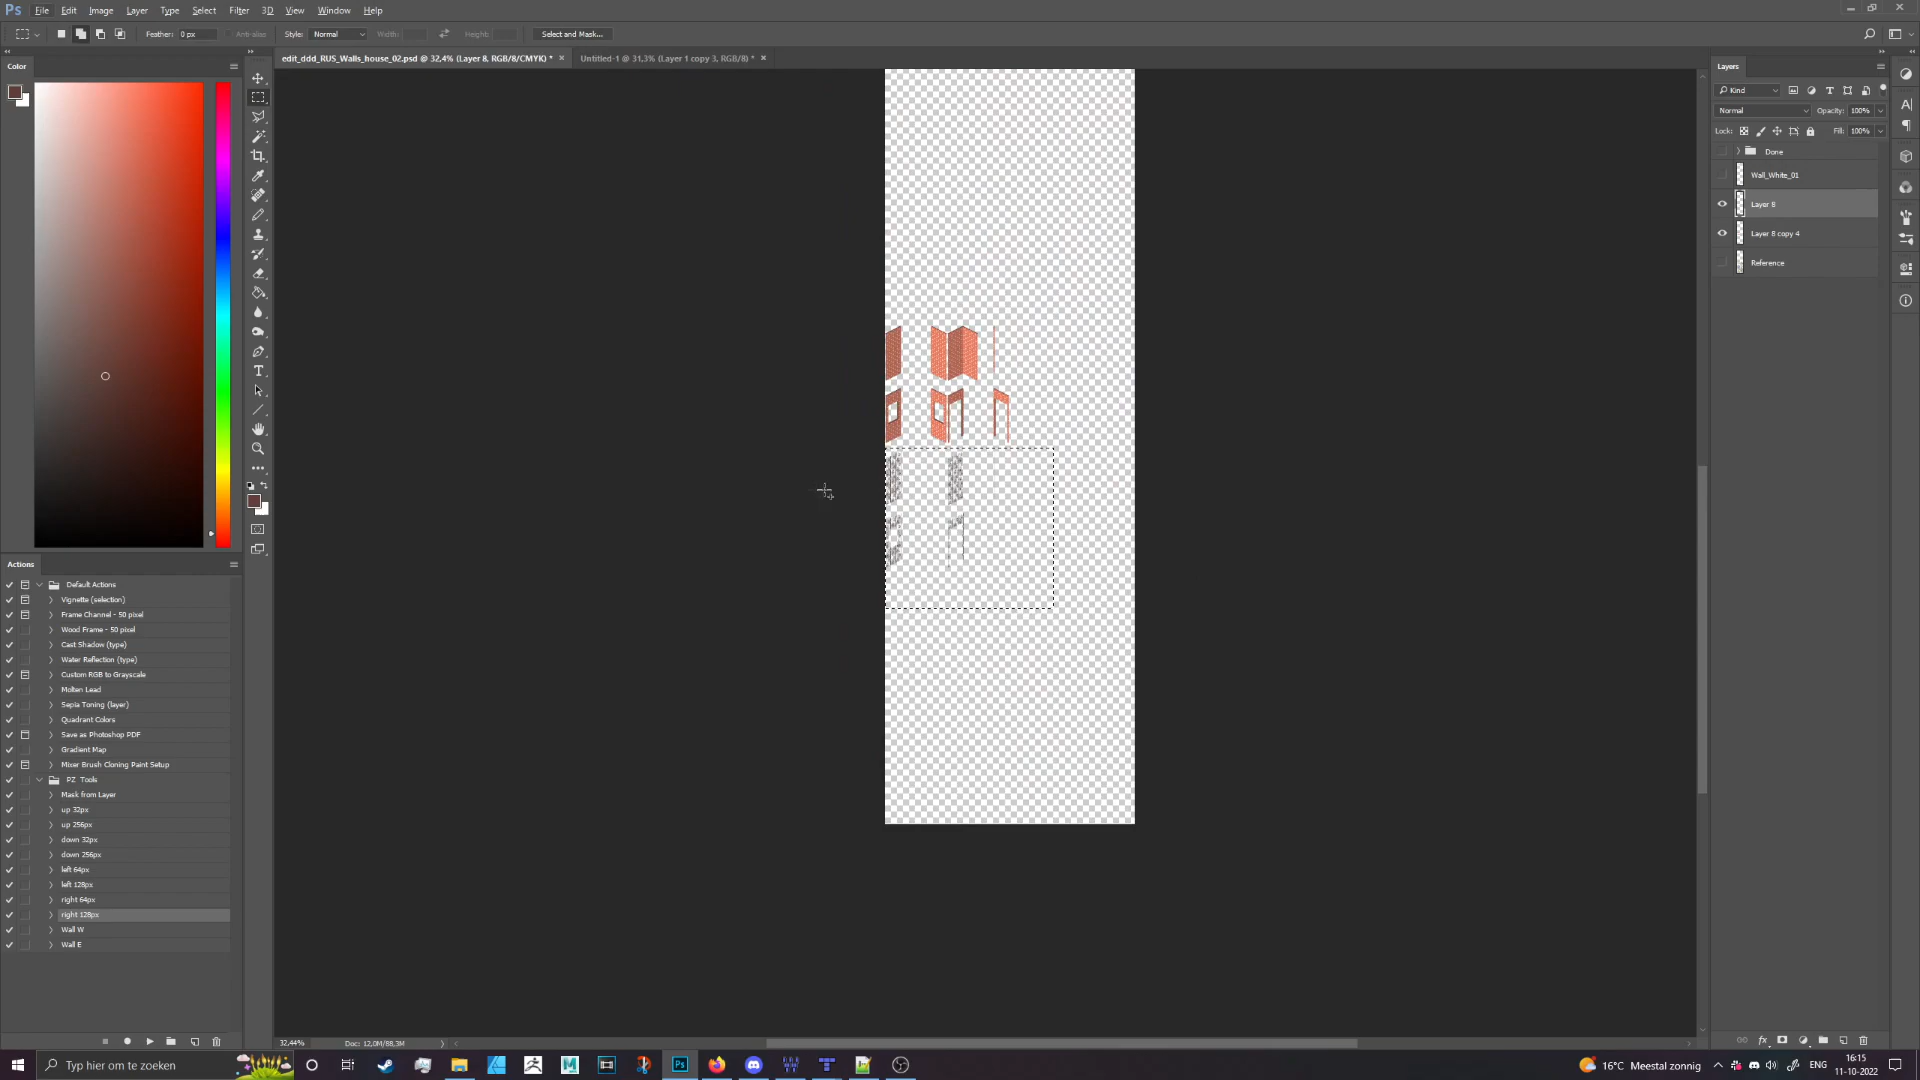 Ps File Edit Image Layer Type Select Filter 3D View Window Help
Feather: 0 px Anti-alias Style: Normal Width: Height: Select and Mask...
edit_ddd_RUS_Walls_house_02.psd @ 32,4% (Layer 8, RGB/8/CMYK) * × Untitled-1 @ 31,3% (Layer 1 copy 3, RGB/8) * ×
Color
Layers
Kind
Normal Opacity: 100%
Lock: Fill: 100%
Done
Wall_White_01
Layer 8
Layer 8 copy 4
Reference
Actions
Default Actions
Vignette (selection)
Frame Channel - 50 pixel
Wood Frame - 50 pixel
Cast Shadow (type)
Water Reflection (type)
Custom RGB to Grayscale
Molten Lead
Sepia Toning (layer)
Quadrant Colors
Save as Photoshop PDF
Gradient Map
Mixer Brush Cloning Paint Setup
PZ Tools
Mask from Layer
up 32px
up 256px
down 32px
down 256px
left 64px
left 128px
right 64px
right 128px
Wall W
Wall E
32,44% Doc: 12,0M/88,3M
Typ hier om te zoeken
Ps
16°C Meestal zonnig ENG 16:15
11-10-2022